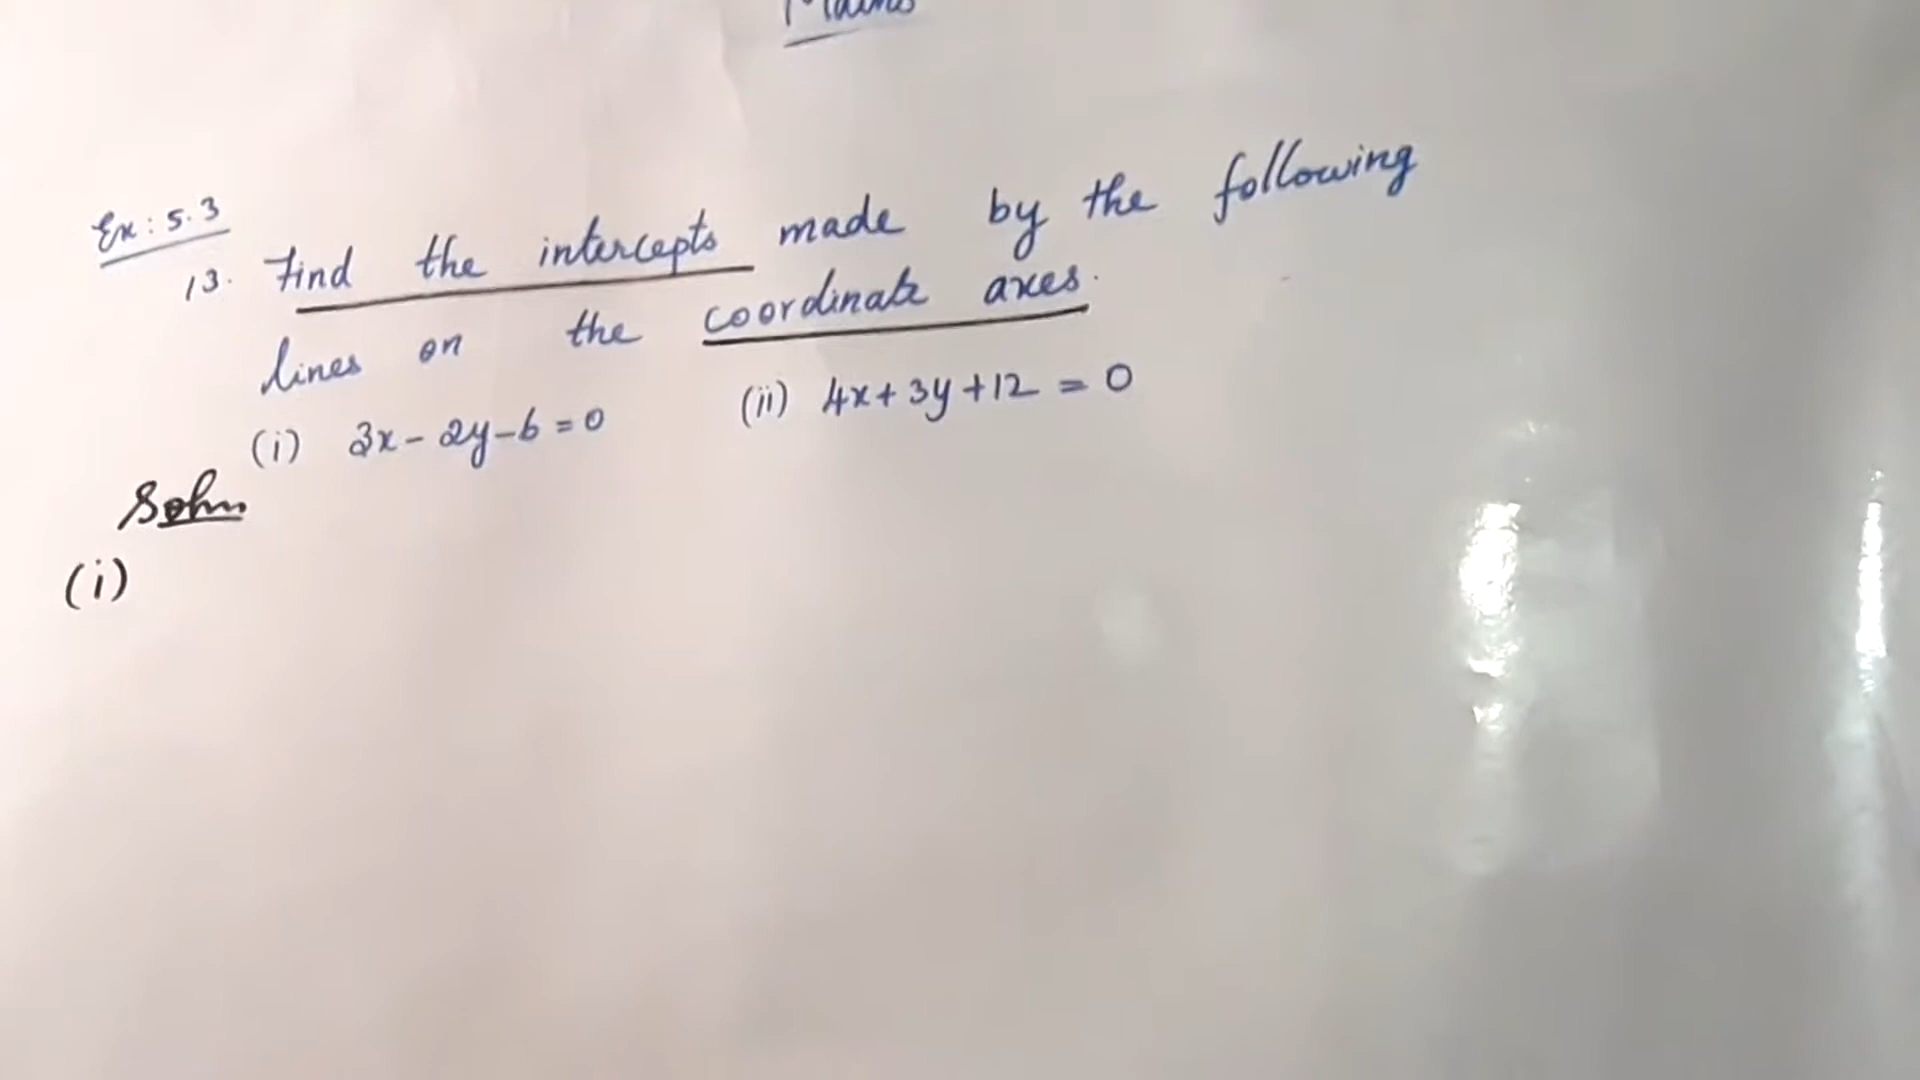 Maths
Ex: 5.3
13. Find the intercepts made by the following
lines on the coordinate axes.
(i) 3x - 2y - 6 = 0 (ii) 4x + 3y + 12 = 0
Soln
(i)